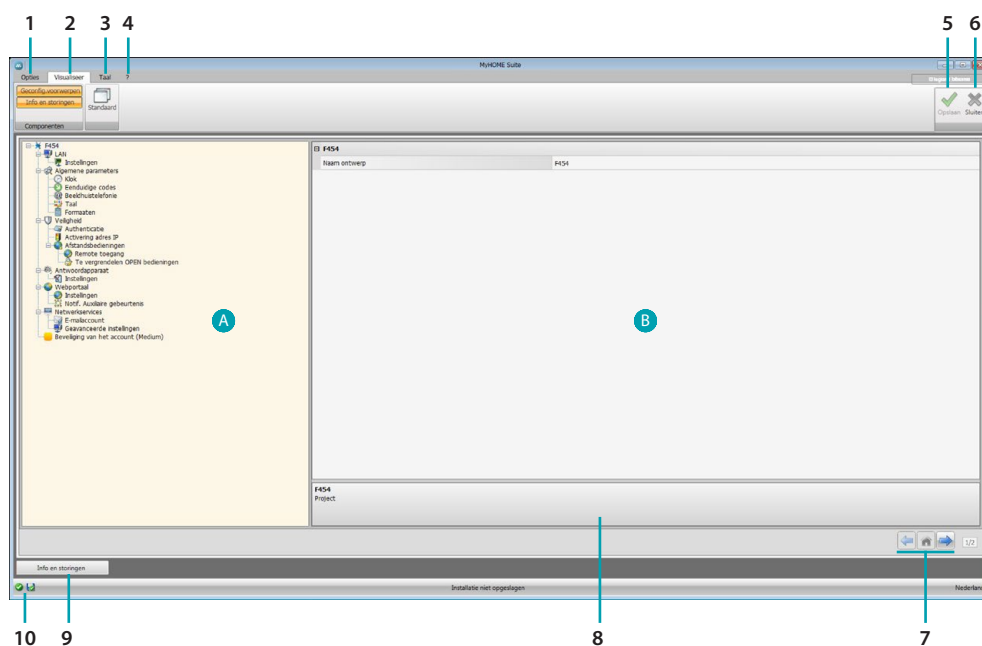 1 2 3 4 5 6
MyHOME Suite
Opties Visualiseer Taal ?
Geconfig.voorwerpen
Info en storingen
Standaard
Opslaan Sluiten
Componenten
F454
LAN
Instellingen
Algemene parameters
Klok
Eenduidige codes
Beeldhuistelefonie
Taal
Formaaten
Veiligheid
Authenticatie
Activering adres IP
Afstandsbedieningen
Remote toegang
Te vergrendelen OPEN bedieningen
Antwoordapparaat
Instellingen
Webportaal
Instellingen
Notif. Auxiliaire gebeurtenis
Netwerkservices
E-mailaccount
Geavanceerde instellingen
Beveiliging van het account (Medium)
A
F454
Naam ontwerp F454
B
F454
Project
1/2
Info en storingen
Installatie niet opgeslagen
Nederlan
10 9 8 7